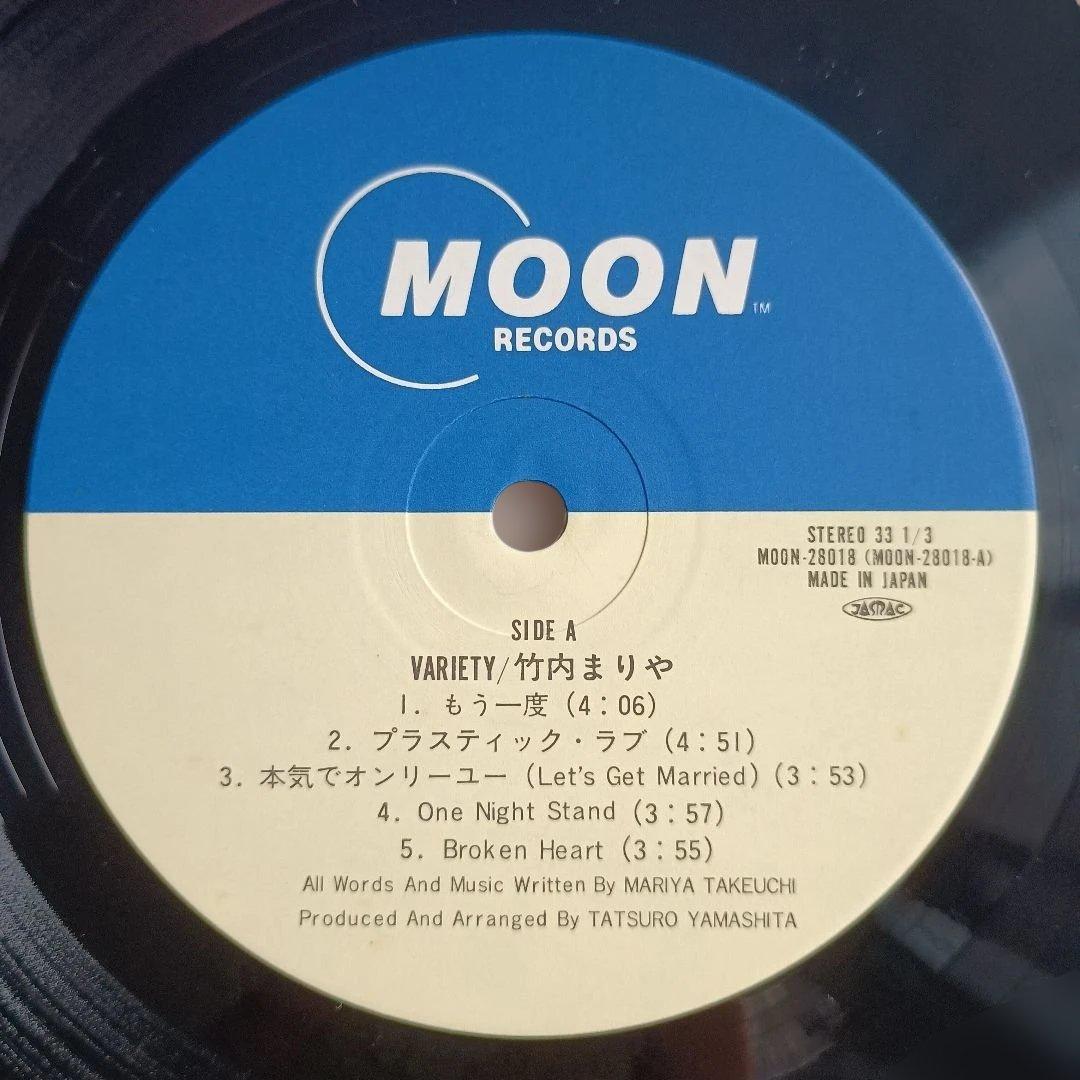 MOON TM
RECORDS
STEREO 33 1/3
MOON-28018 (MOON-28018-A)
MADE IN JAPAN
JASRAC
SIDE A
VARIETY/竹内まりや
1. もう一度 (4:06)
2. プラスティック・ラブ (4:51)
3. 本気でオンリーユー (Let's Get Married) (3:53)
4. One Night Stand (3:57)
5. Broken Heart (3:55)
All Words And Music Written By MARIYA TAKEUCHI
Produced And Arranged By TATSURO YAMASHITA